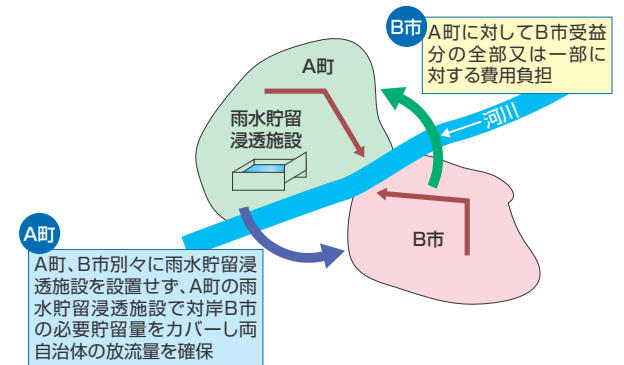 B市
A町に対してB市受益
分の全部又は一部に
対する費用負担
A町
雨水貯留
浸透施設
河川
B市
A町
A町、B市別々に雨水貯留浸
透施設を設置せず、A町の雨
水貯留浸透施設で対岸B市
の必要貯留量をカバーし両
自治体の放流量を確保